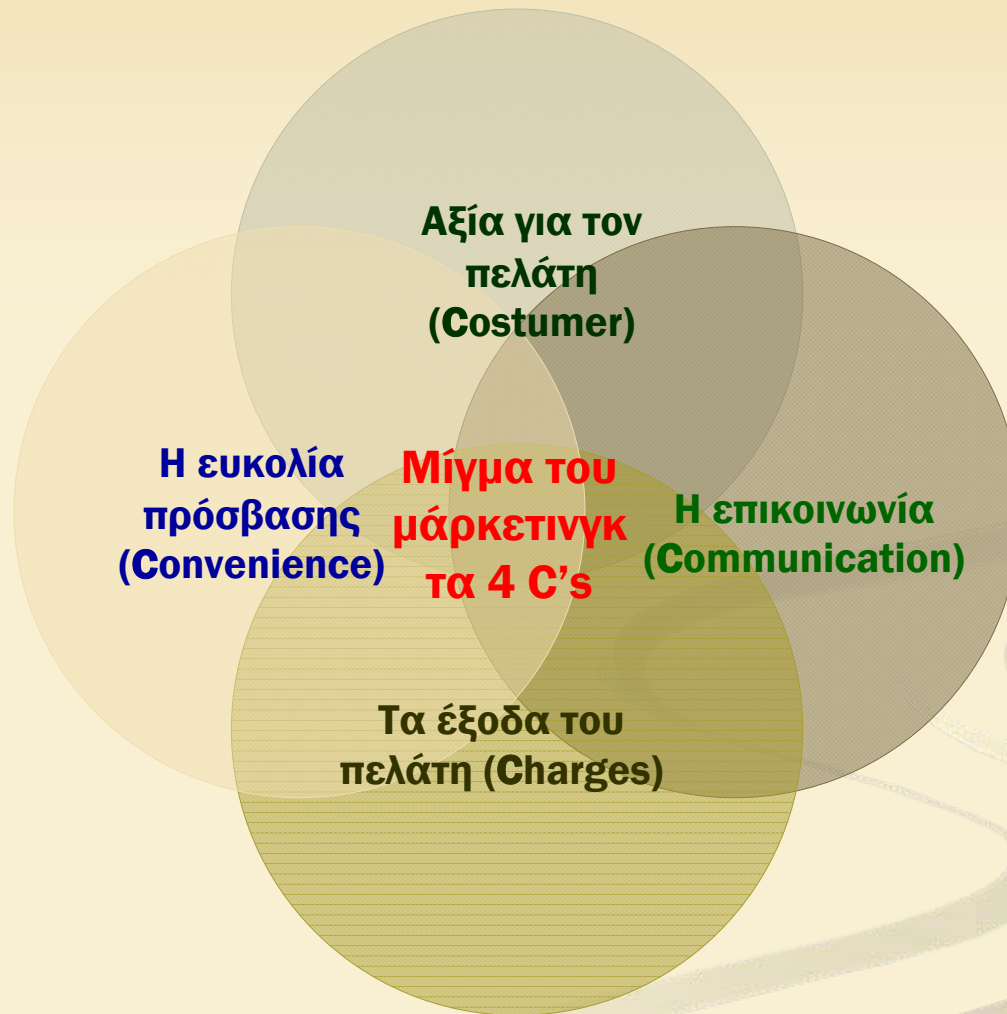 Αξία για τον
πελάτη
(Costumer)
Η ευκολία
πρόσβασης
(Convenience)
Μίγμα του
μάρκετινγκ
τα 4 C’s
Η επικοινωνία
(Communication)
Τα έξοδα του
πελάτη (Charges)